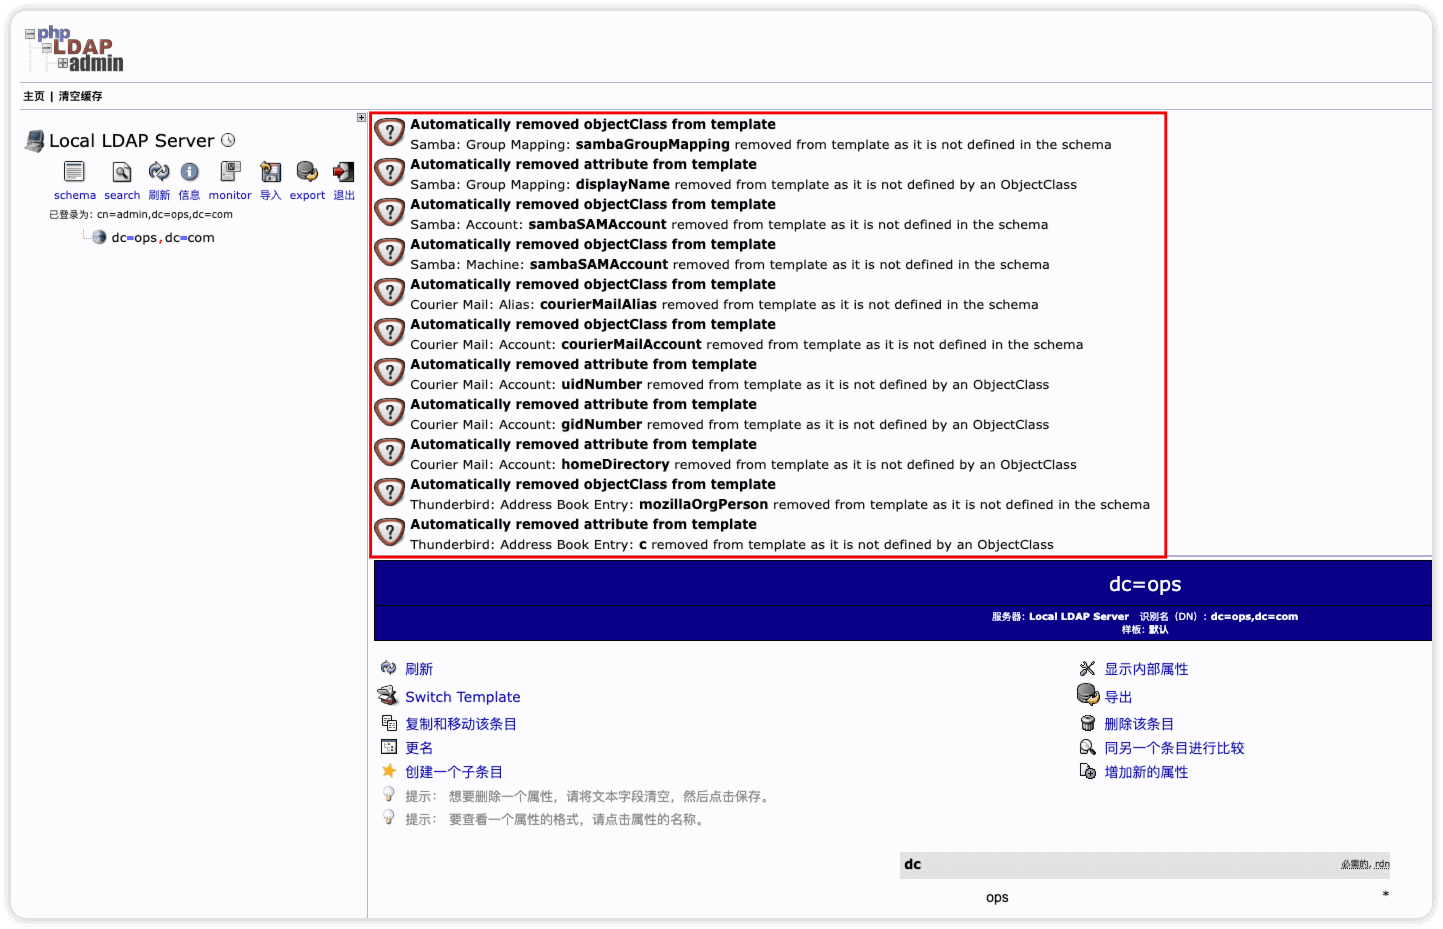 php
LDAP
admin
主页 | 清空缓存
Local LDAP Server
schema search 刷新 信息 monitor 导入 export 退出
已登录为: cn=admin,dc=ops,dc=com
dc=ops,dc=com
Automatically removed objectClass from template
Samba: Group Mapping: sambaGroupMapping removed from template as it is not defined in the schema
Automatically removed attribute from template
Samba: Group Mapping: displayName removed from template as it is not defined by an ObjectClass
Automatically removed objectClass from template
Samba: Account: sambaSAMAccount removed from template as it is not defined in the schema
Automatically removed objectClass from template
Samba: Machine: sambaSAMAccount removed from template as it is not defined in the schema
Automatically removed objectClass from template
Courier Mail: Alias: courierMailAlias removed from template as it is not defined in the schema
Automatically removed objectClass from template
Courier Mail: Account: courierMailAccount removed from template as it is not defined in the schema
Automatically removed attribute from template
Courier Mail: Account: uidNumber removed from template as it is not defined by an ObjectClass
Automatically removed attribute from template
Courier Mail: Account: gidNumber removed from template as it is not defined by an ObjectClass
Automatically removed attribute from template
Courier Mail: Account: homeDirectory removed from template as it is not defined by an ObjectClass
Automatically removed objectClass from template
Thunderbird: Address Book Entry: mozillaOrgPerson removed from template as it is not defined in the schema
Automatically removed attribute from template
Thunderbird: Address Book Entry: c removed from template as it is not defined by an ObjectClass
dc=ops
服务器: Local LDAP Server 识别名（DN）: dc=ops,dc=com
样板: 默认
刷新
显示内部属性
Switch Template
导出
复制和移动该条目
删除该条目
更名
同另一个条目进行比较
创建一个子条目
增加新的属性
提示: 想要删除一个属性，请将文本字段清空，然后点击保存。
提示: 要查看一个属性的格式，请点击属性的名称。
dc 必需的, rdn
ops *